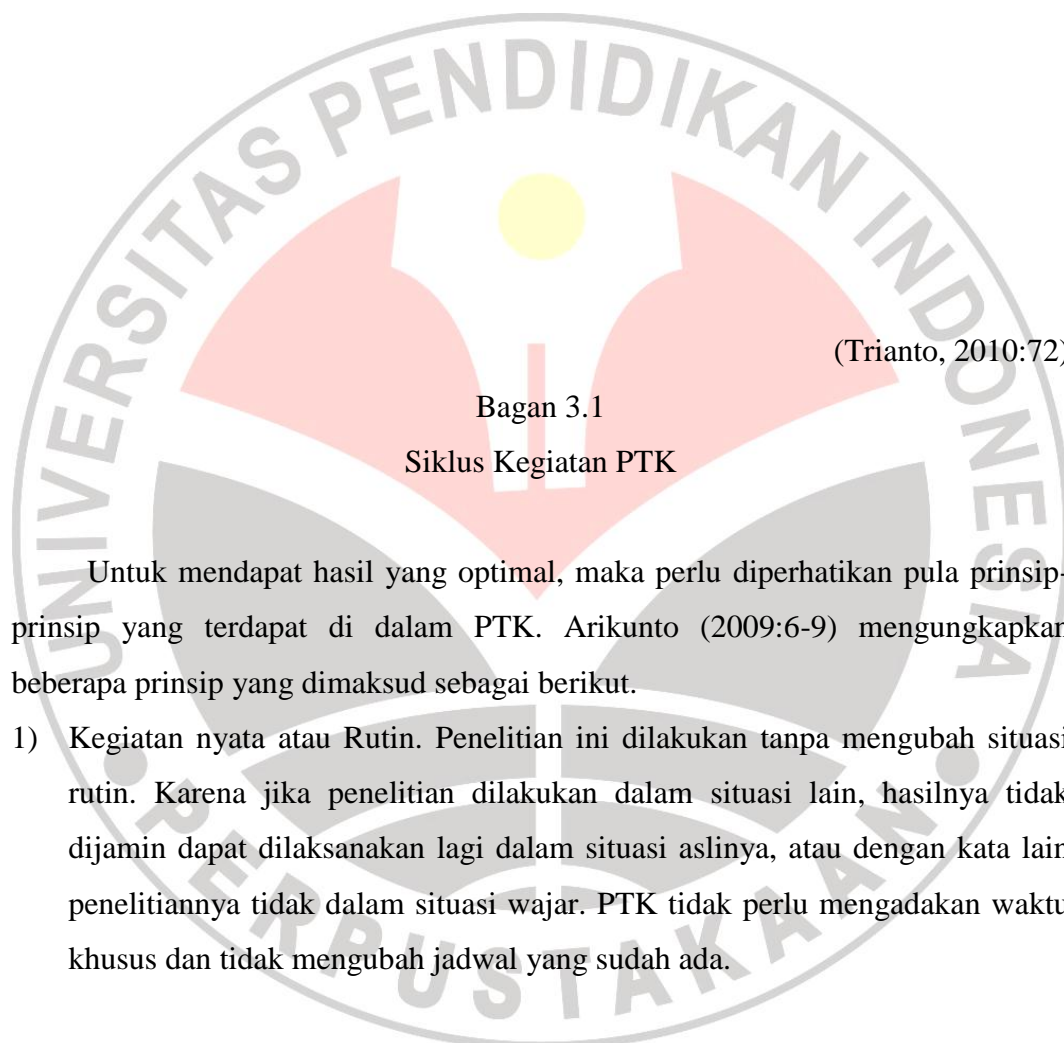 UNIVERSITAS PENDIDIKAN INDONESIA
(Trianto, 2010:72)
Bagan 3.1
Siklus Kegiatan PTK
Untuk mendapat hasil yang optimal, maka perlu diperhatikan pula prinsip-
prinsip yang terdapat di dalam PTK. Arikunto (2009:6-9) mengungkapkan
beberapa prinsip yang dimaksud sebagai berikut.
1) Kegiatan nyata atau Rutin. Penelitian ini dilakukan tanpa mengubah situasi
rutin. Karena jika penelitian dilakukan dalam situasi lain, hasilnya tidak
dijamin dapat dilaksanakan lagi dalam situasi aslinya, atau dengan kata lain
penelitiannya tidak dalam situasi wajar. PTK tidak perlu mengadakan waktu
khusus dan tidak mengubah jadwal yang sudah ada.
PERPUSTAKAAN